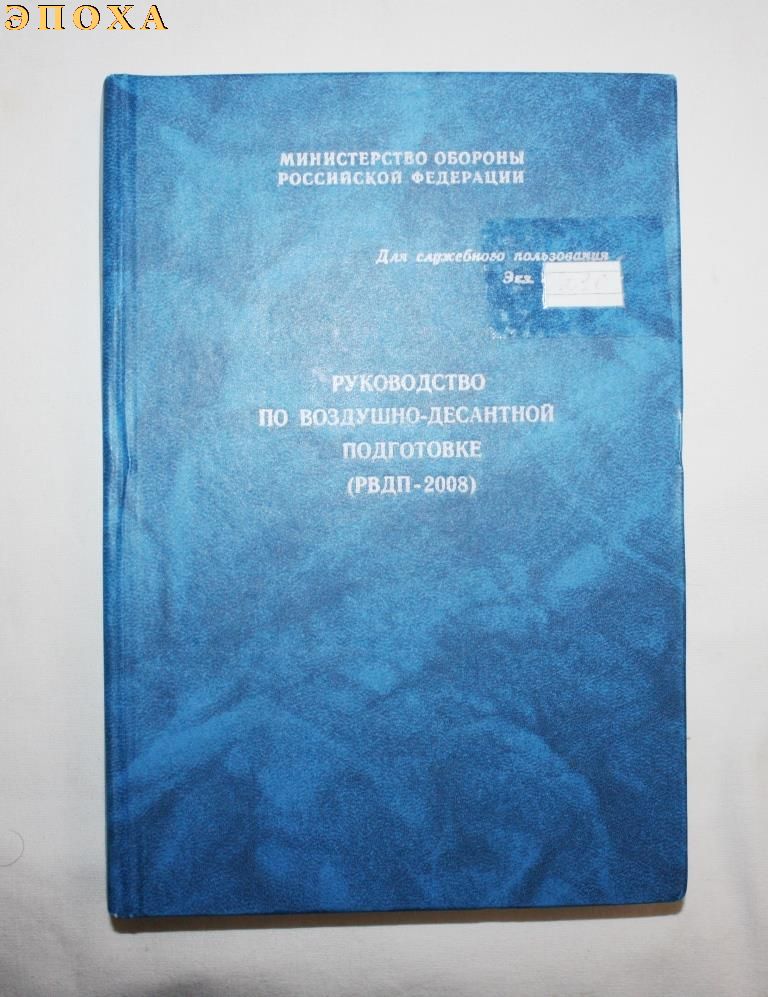 ЭПОХА
МИНИСТЕРСТВО ОБОРОНЫ
РОССИЙСКОЙ ФЕДЕРАЦИИ
Для служебного пользования
Экз.
РУКОВОДСТВО
ПО ВОЗДУШНО-ДЕСАНТНОЙ
ПОДГОТОВКЕ
(РВДП-2008)